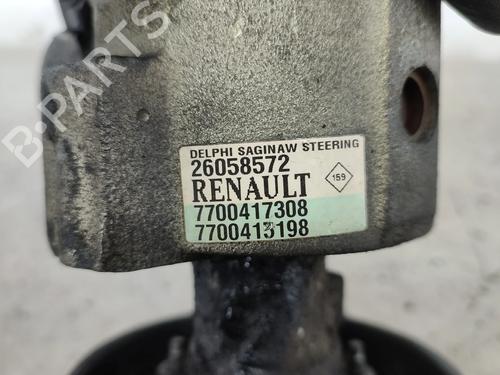 B-PARTS
DELPHI SAGINAW STEERING
26058572
RENAULT
159
7700417308
7700413198